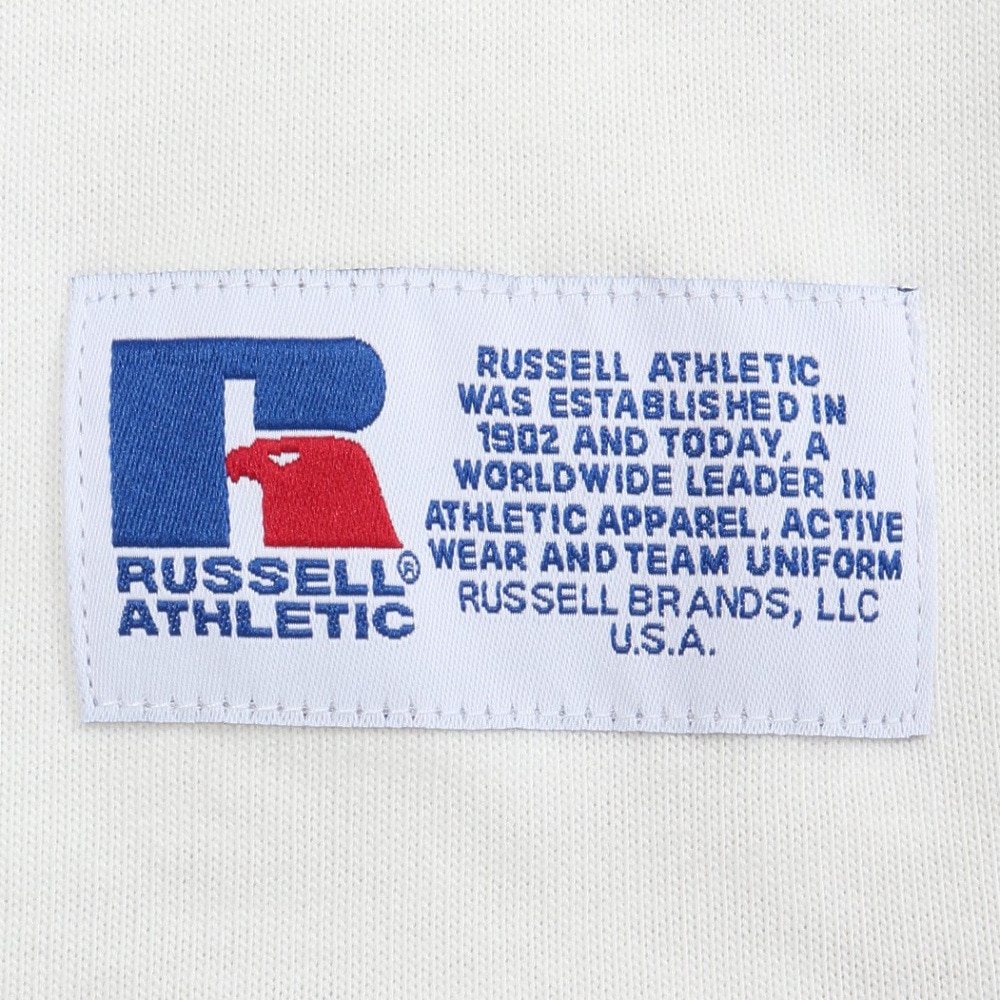 RUSSELL®
ATHLETIC
RUSSELL ATHLETIC
WAS ESTABLISHED IN
1902 AND TODAY, A
WORLDWIDE LEADER IN
ATHLETIC APPAREL, ACTIVE
WEAR AND TEAM UNIFORM
RUSSELL BRANDS, LLC
U.S.A.